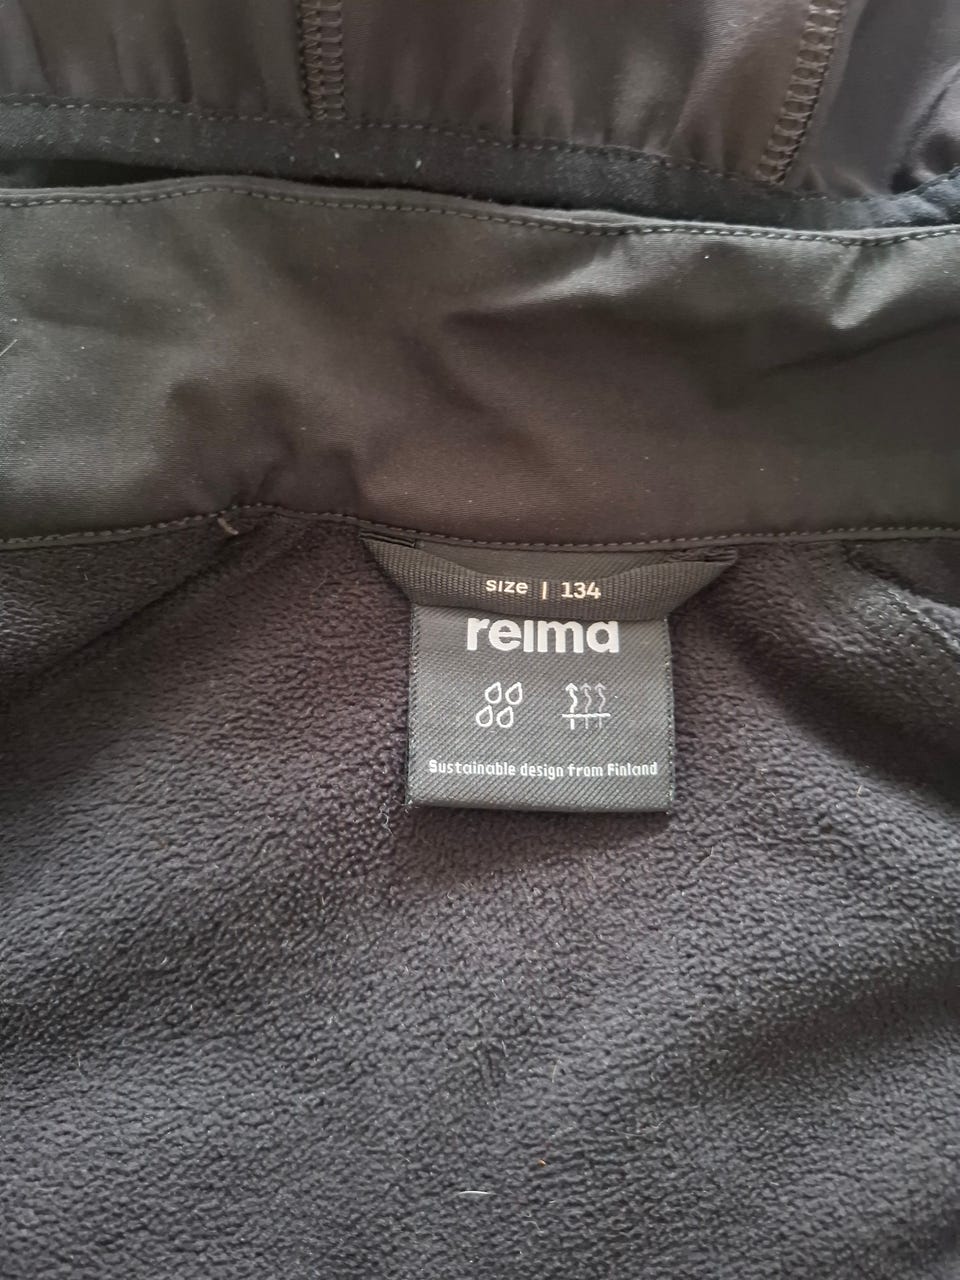 size | 134
reima
Sustainable design from Finland